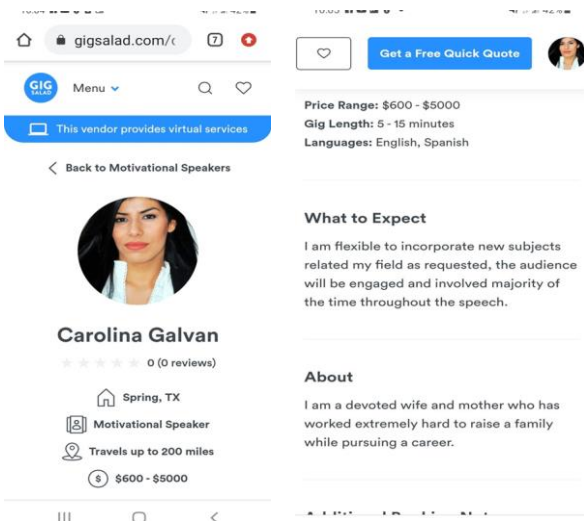 gigsalad.com/c
7
GIG
SALAD
Menu
This vendor provides virtual services
Back to Motivational Speakers
Carolina Galvan
0 (0 reviews)
Spring, TX
Motivational Speaker
Travels up to 200 miles
$ $600 - $5000
Get a Free Quick Quote
Price Range: $600 - $5000
Gig Length: 5 - 15 minutes
Languages: English, Spanish
What to Expect
I am flexible to incorporate new subjects
related my field as requested, the audience
will be engaged and involved majority of
the time throughout the speech.
About
I am a devoted wife and mother who has
worked extremely hard to raise a family
while pursuing a career.